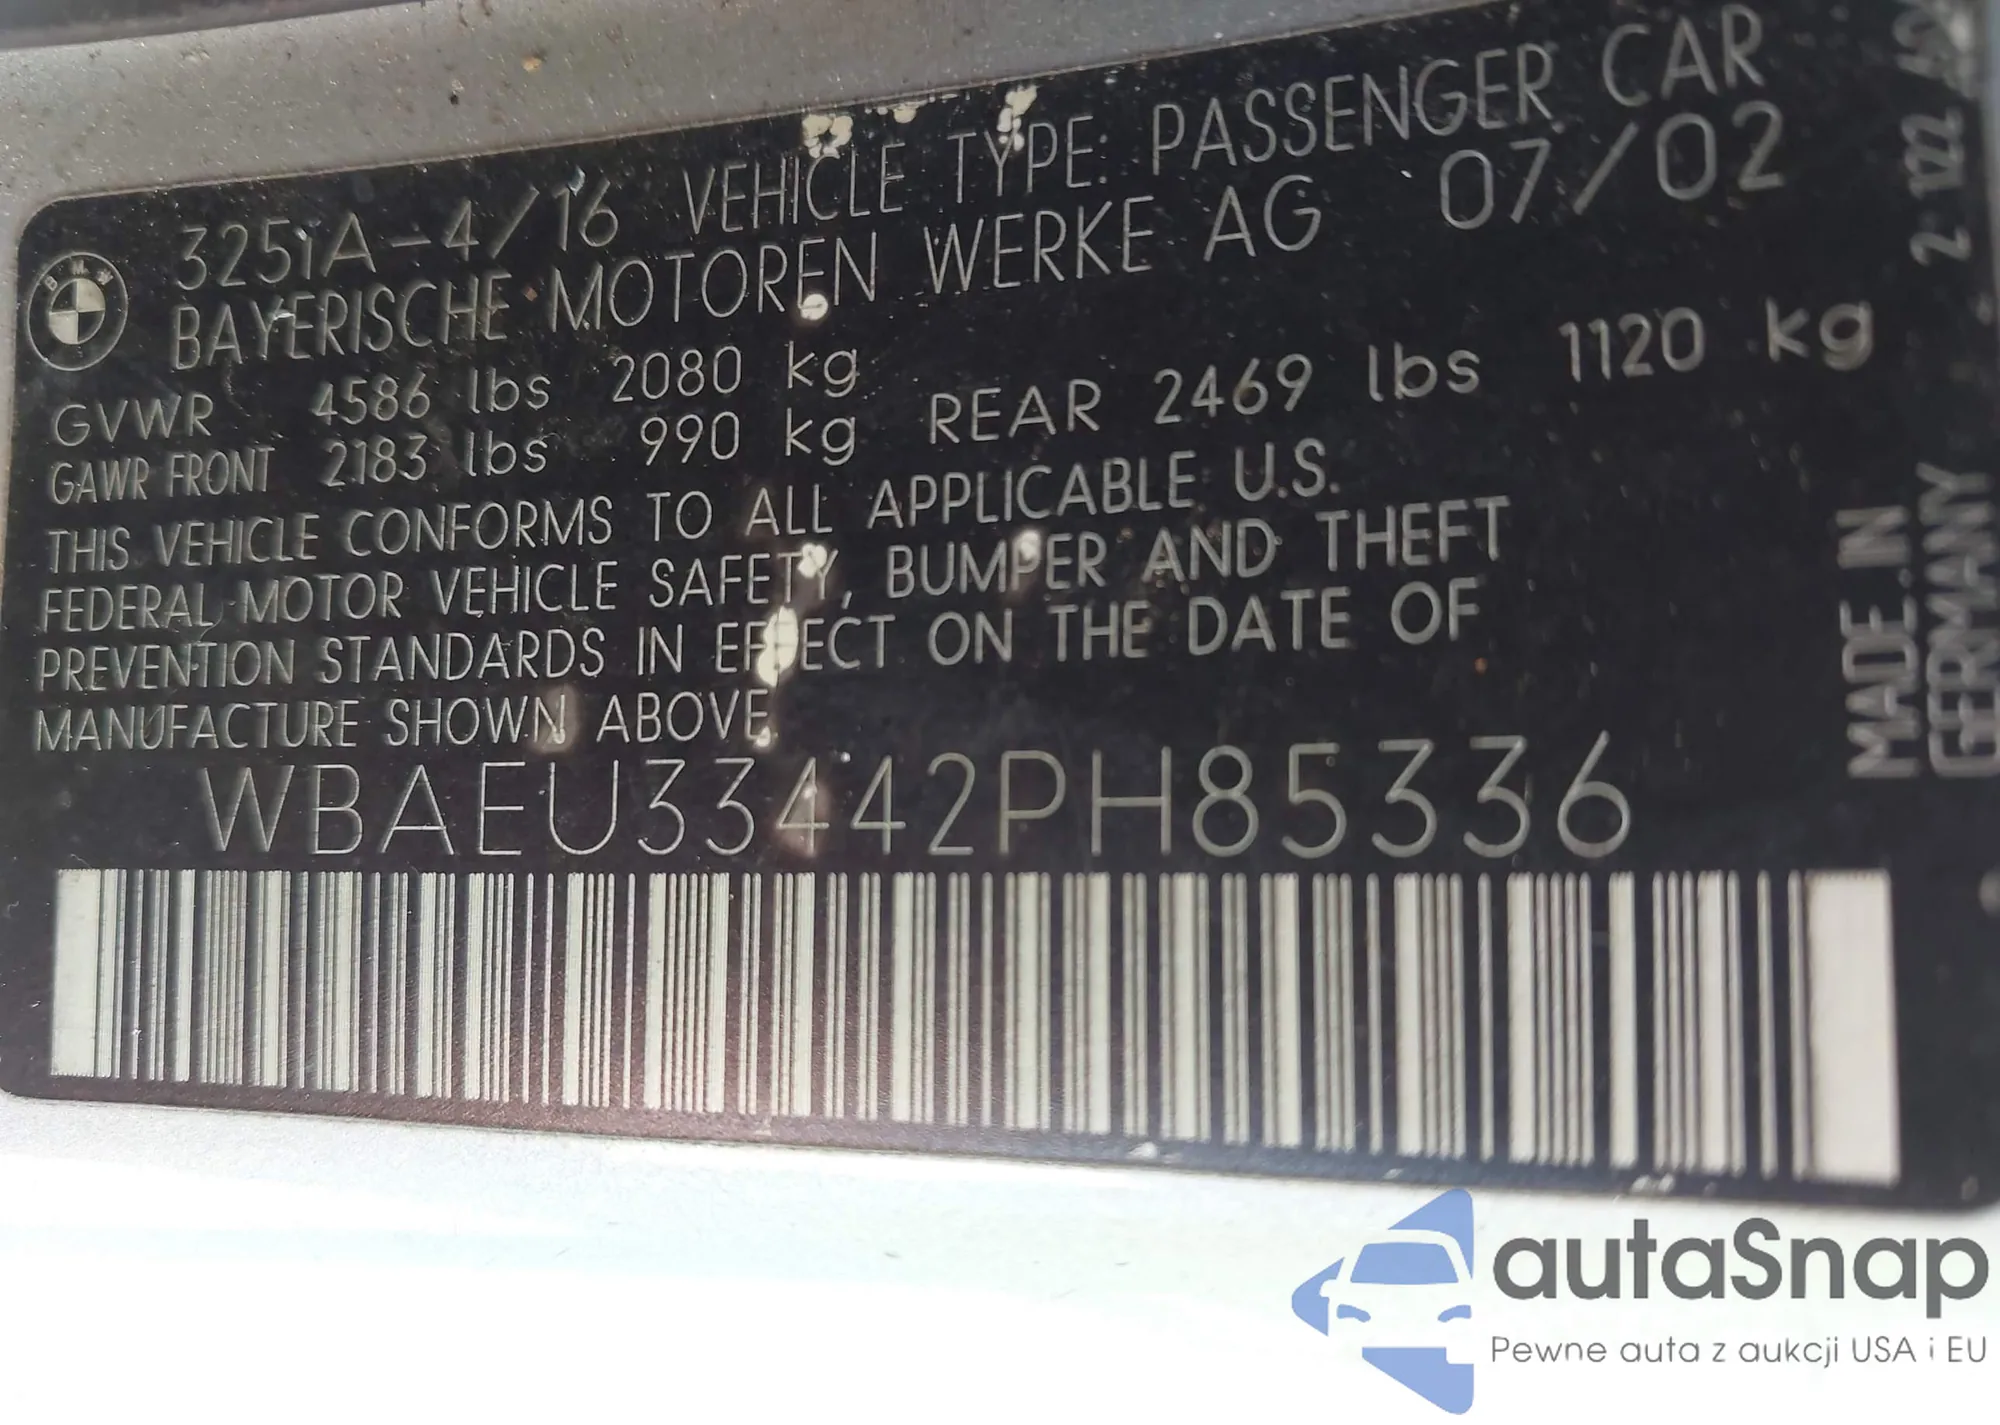 BMW
325iA-4/16 VEHICLE TYPE: PASSENGER CAR
BAYERISCHE MOTOREN WERKE AG 07/02
GVWR 4586 lbs 2080 kg
GAWR FRONT 2183 lbs 990 kg REAR 2469 lbs 1120 kg
THIS VEHICLE CONFORMS TO ALL APPLICABLE U.S.
FEDERAL MOTOR VEHICLE SAFETY, BUMPER AND THEFT
PREVENTION STANDARDS IN EFFECT ON THE DATE OF
MANUFACTURE SHOWN ABOVE.
WBAEU33442PH85336
MADE IN
GERMANY
2 122
autaSnap
Pewne auta z aukcji USA i EU